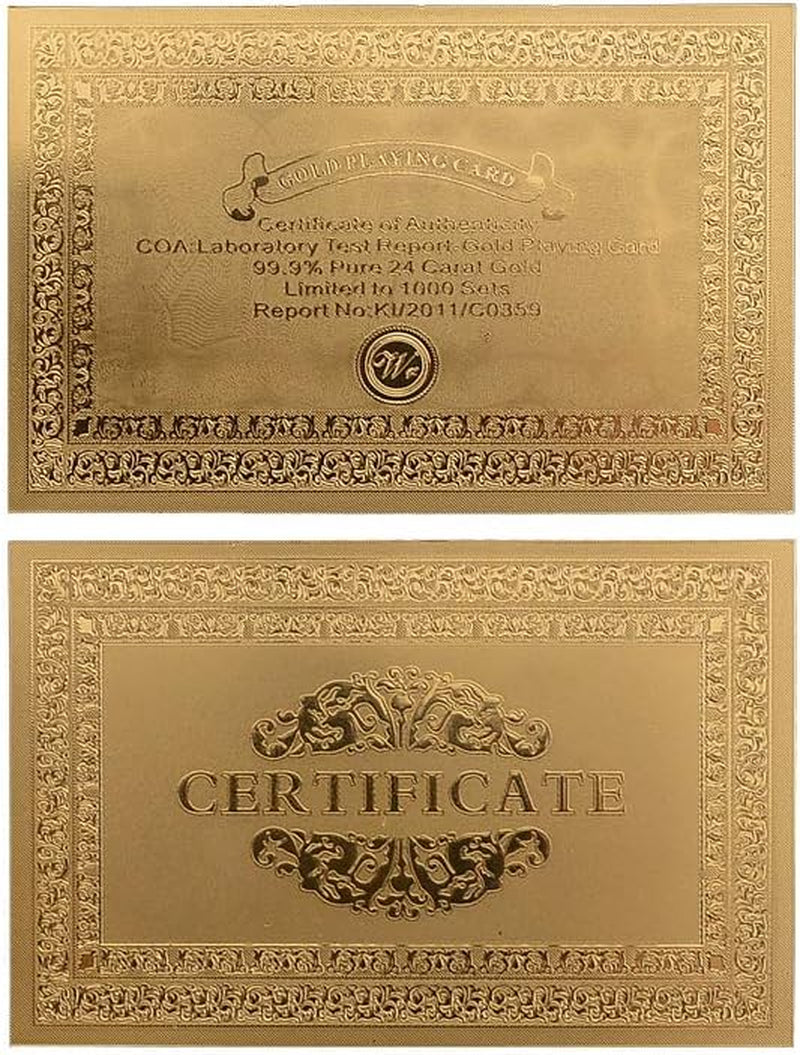 GOLD PLAYING CARD
Certificate of Authenticity
COA:Laboratory Test Report-Gold Playing Card
99.9% Pure 24 Carat Gold
Limited to 1000 Sets
Report No:KI/2011/C0359
CERTIFICATE